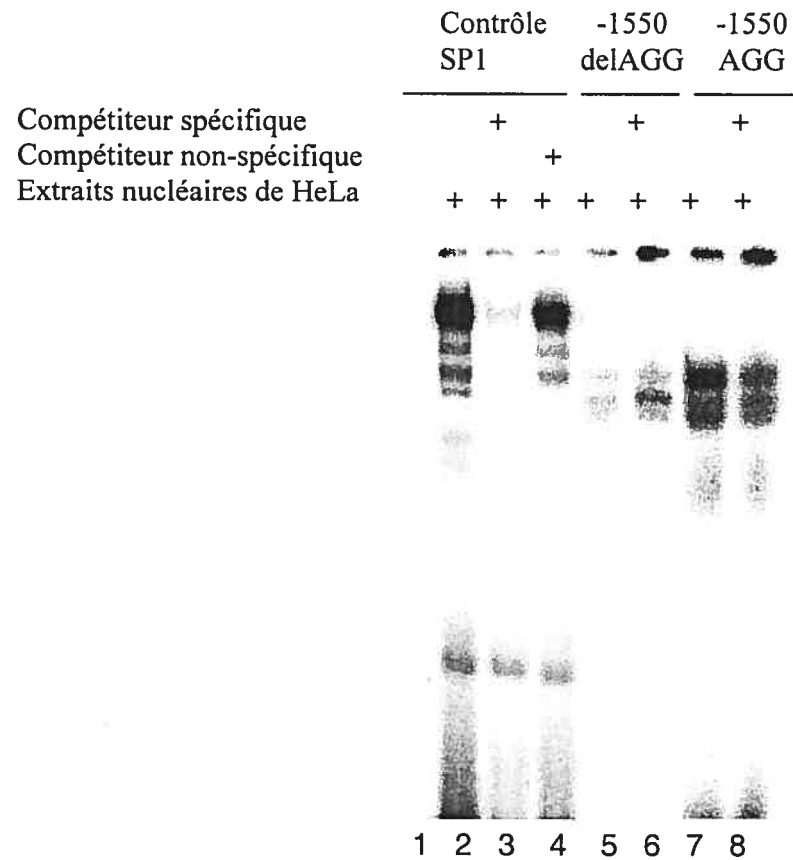 Contrôle -1550 -1550
SP1 delAGG AGG
Compétiteur spécifique + + +
Compétiteur non-spécifique +
Extraits nucléaires de HeLa + + + + + + +
1 2 3 4 5 6 7 8